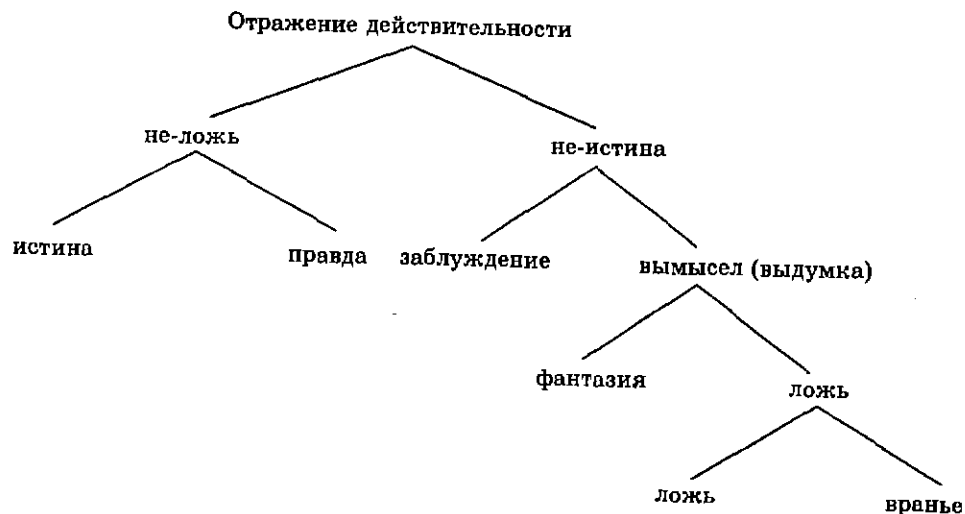 Отражение действительности
не-ложь
не-истина
истина
правда
заблуждение
вымысел (выдумка)
фантазия
ложь
ложь
вранье